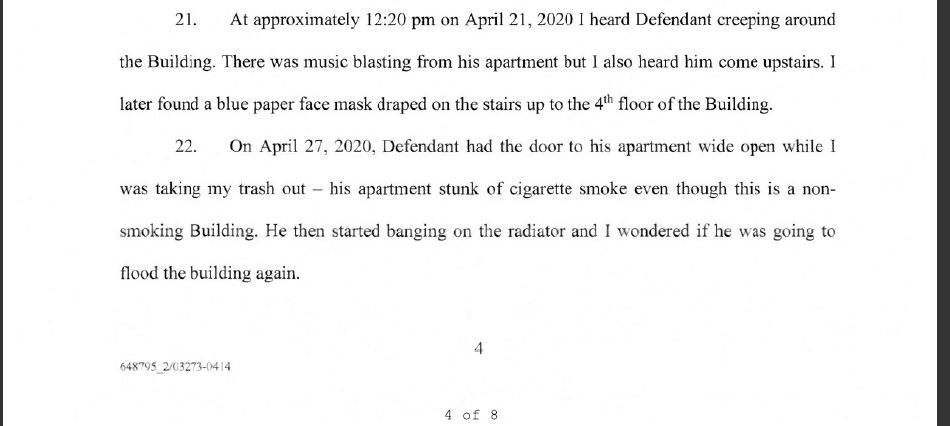 21. At approximately 12:20 pm on April 21, 2020 I heard Defendant creeping around
the Building. There was music blasting from his apartment but I also heard him come upstairs. I
later found a blue paper face mask draped on the stairs up to the 4th floor of the Building.
22. On April 27, 2020, Defendant had the door to his apartment wide open while I
was taking my trash out – his apartment stunk of cigarette smoke even though this is a non-
smoking Building. He then started banging on the radiator and I wondered if he was going to
flood the building again.
4
648795_2/03273-0414
4 of 8